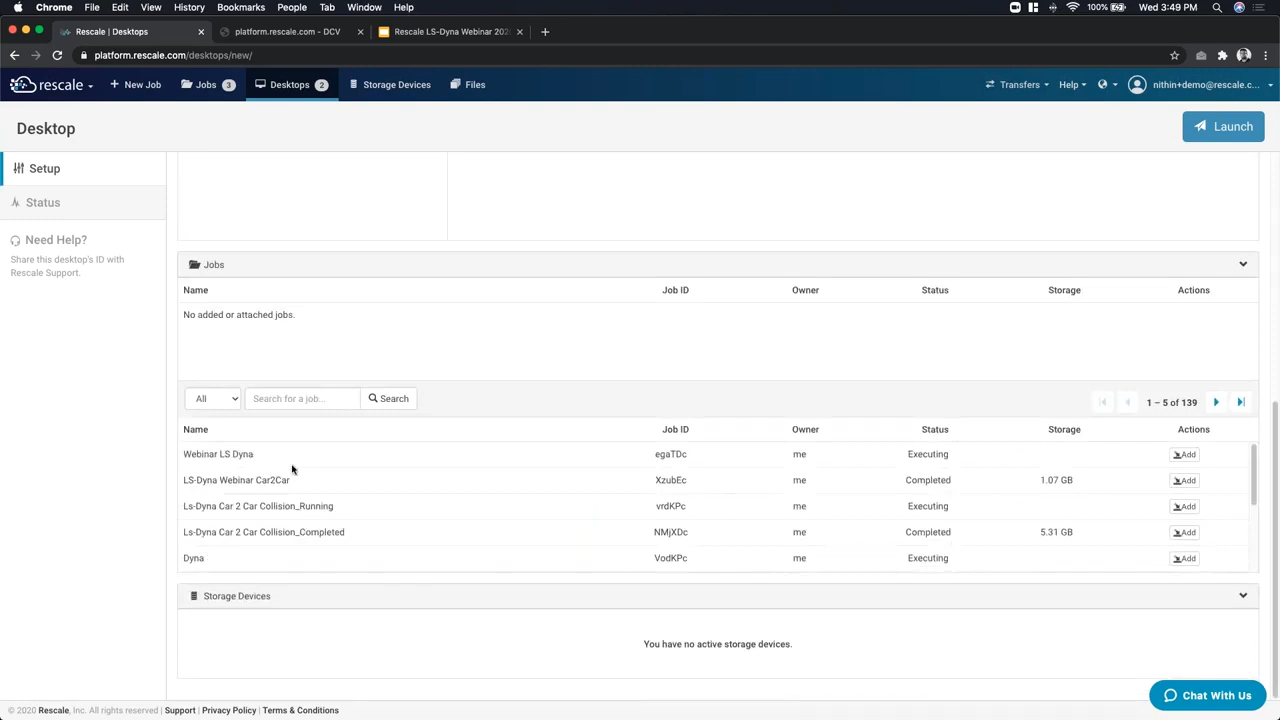 Chrome File Edit View History Bookmarks People Tab Window Help 100% Wed 3:49 PM
Rescale | Desktops platform.rescale.com - DCV Rescale LS-Dyna Webinar 202
platform.rescale.com/desktops/new/
rescale New Job Jobs 3 Desktops 2 Storage Devices Files Transfers Help nithin+demo@rescale.c...
Desktop Launch
Setup
Status
Need Help?
Share this desktop's ID with
Rescale Support.
Jobs
Name Job ID Owner Status Storage Actions
No added or attached jobs.
All Search for a job... Search 1 – 5 of 139
Name Job ID Owner Status Storage Actions
Webinar LS Dyna egaTDc me Executing Add
LS-Dyna Webinar Car2Car XzubEc me Completed 1.07 GB Add
Ls-Dyna Car 2 Car Collision_Running vrdKPc me Executing Add
Ls-Dyna Car 2 Car Collision_Completed NMjXDc me Completed 5.31 GB Add
Dyna VodKPc me Executing Add
Storage Devices
You have no active storage devices.
Chat With Us
© 2020 Rescale, Inc. All rights reserved | Support | Privacy Policy | Terms & Conditions